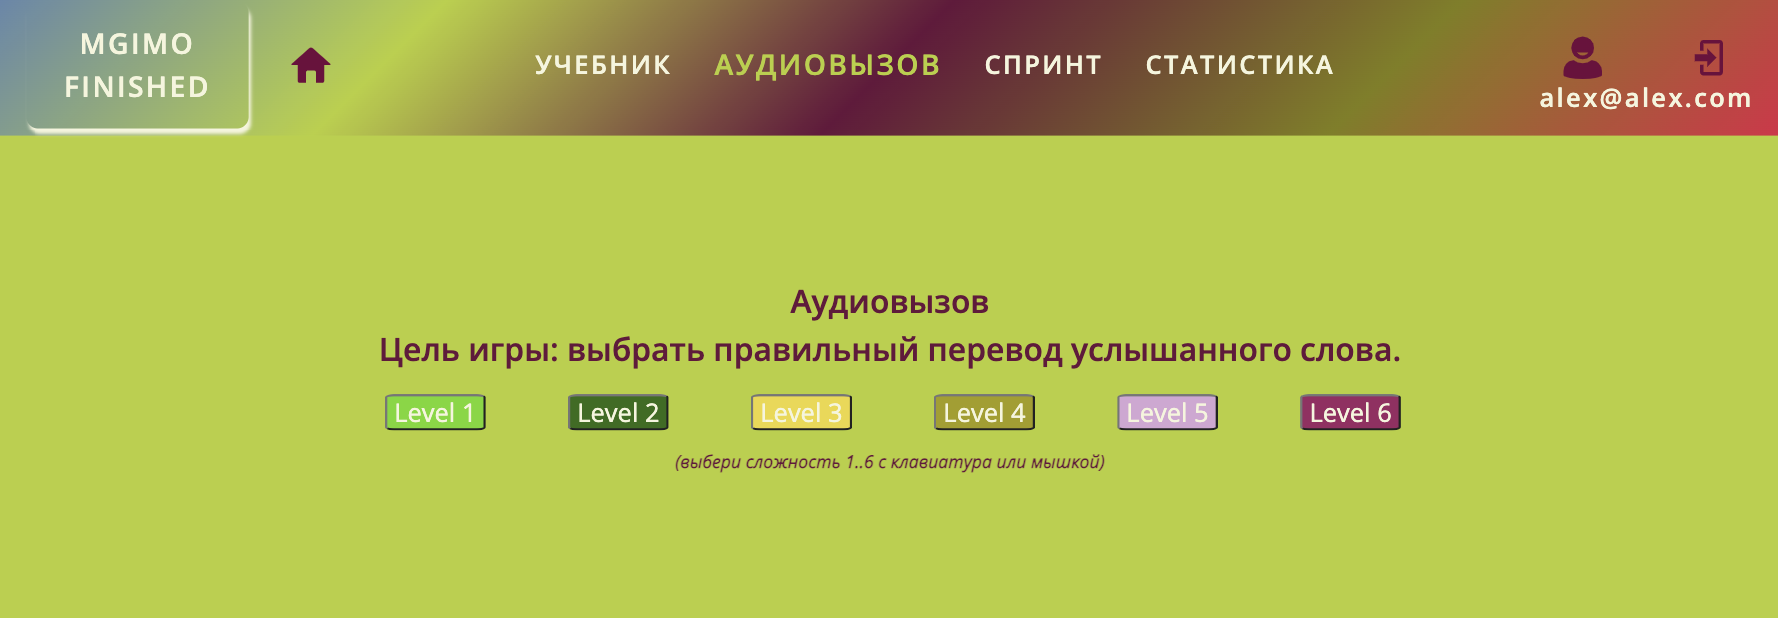 MGIMO
FINISHED
УЧЕБНИК
АУДИОВЫЗОВ
СПРИНТ
СТАТИСТИКА
alex@alex.com
Аудиовызов
Цель игры: выбрать правильный перевод услышанного слова.
Level 1
Level 2
Level 3
Level 4
Level 5
Level 6
(выбери сложность 1..6 с клавиатура или мышкой)